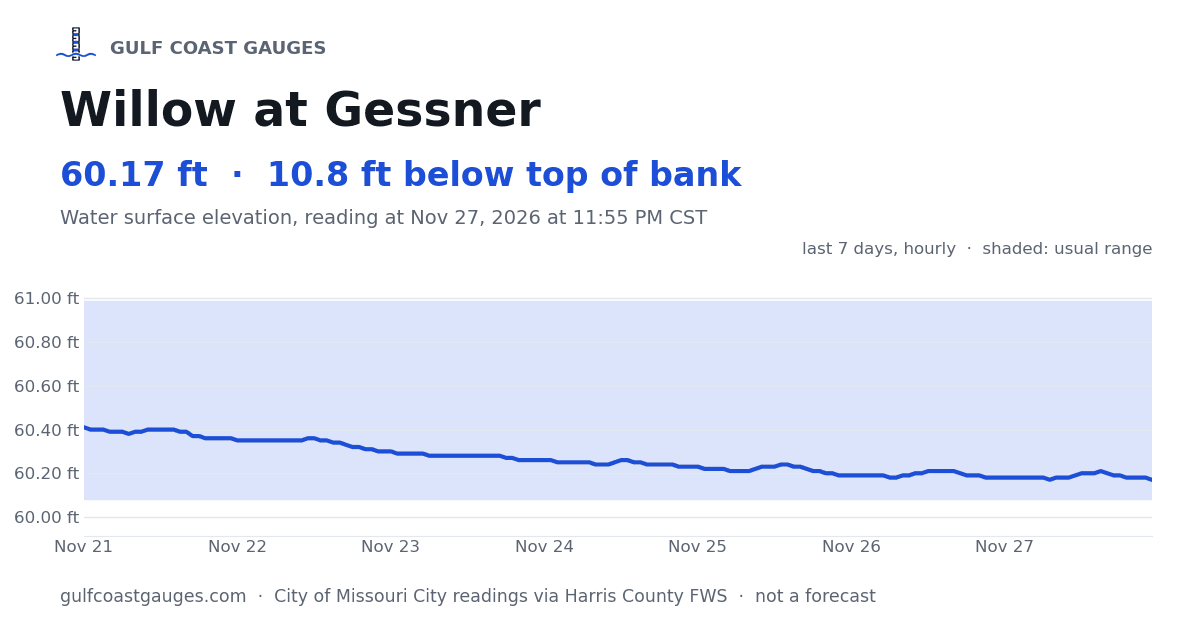 GULF COAST GAUGES
Willow at Gessner
60.17 ft · 10.8 ft below top of bank
Water surface elevation, reading at Nov 27, 2026 at 11:55 PM CST
last 7 days, hourly · shaded: usual range
61.00 ft
60.80 ft
60.60 ft
60.40 ft
60.20 ft
60.00 ft
Nov 21 Nov 22 Nov 23 Nov 24 Nov 25 Nov 26 Nov 27
gulfcoastgauges.com · City of Missouri City readings via Harris County FWS · not a forecast